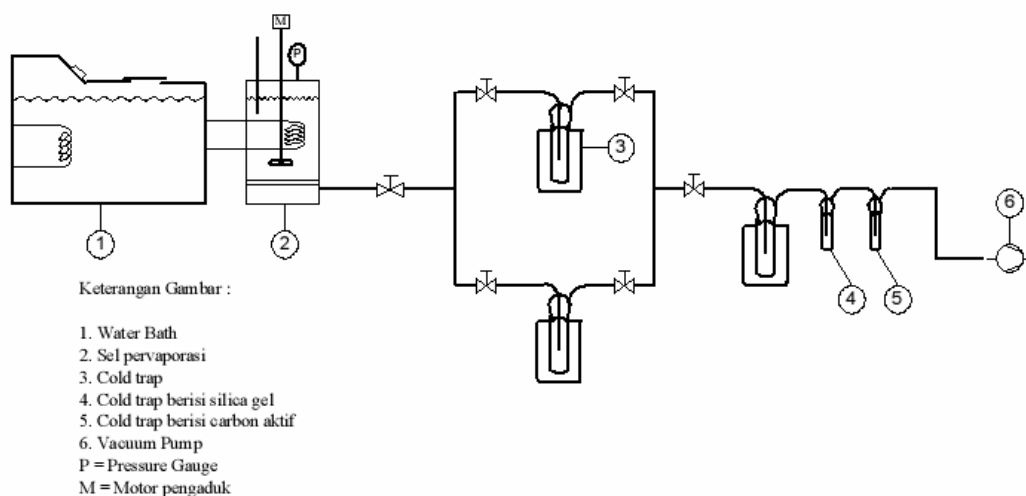 M
P
1
2
3
4
5
6
Keterangan Gambar :
1. Water Bath
2. Sel pervaporasi
3. Cold trap
4. Cold trap berisi silica gel
5. Cold trap berisi carbon aktif
6. Vacuum Pump
P = Pressure Gauge
M = Motor pengaduk